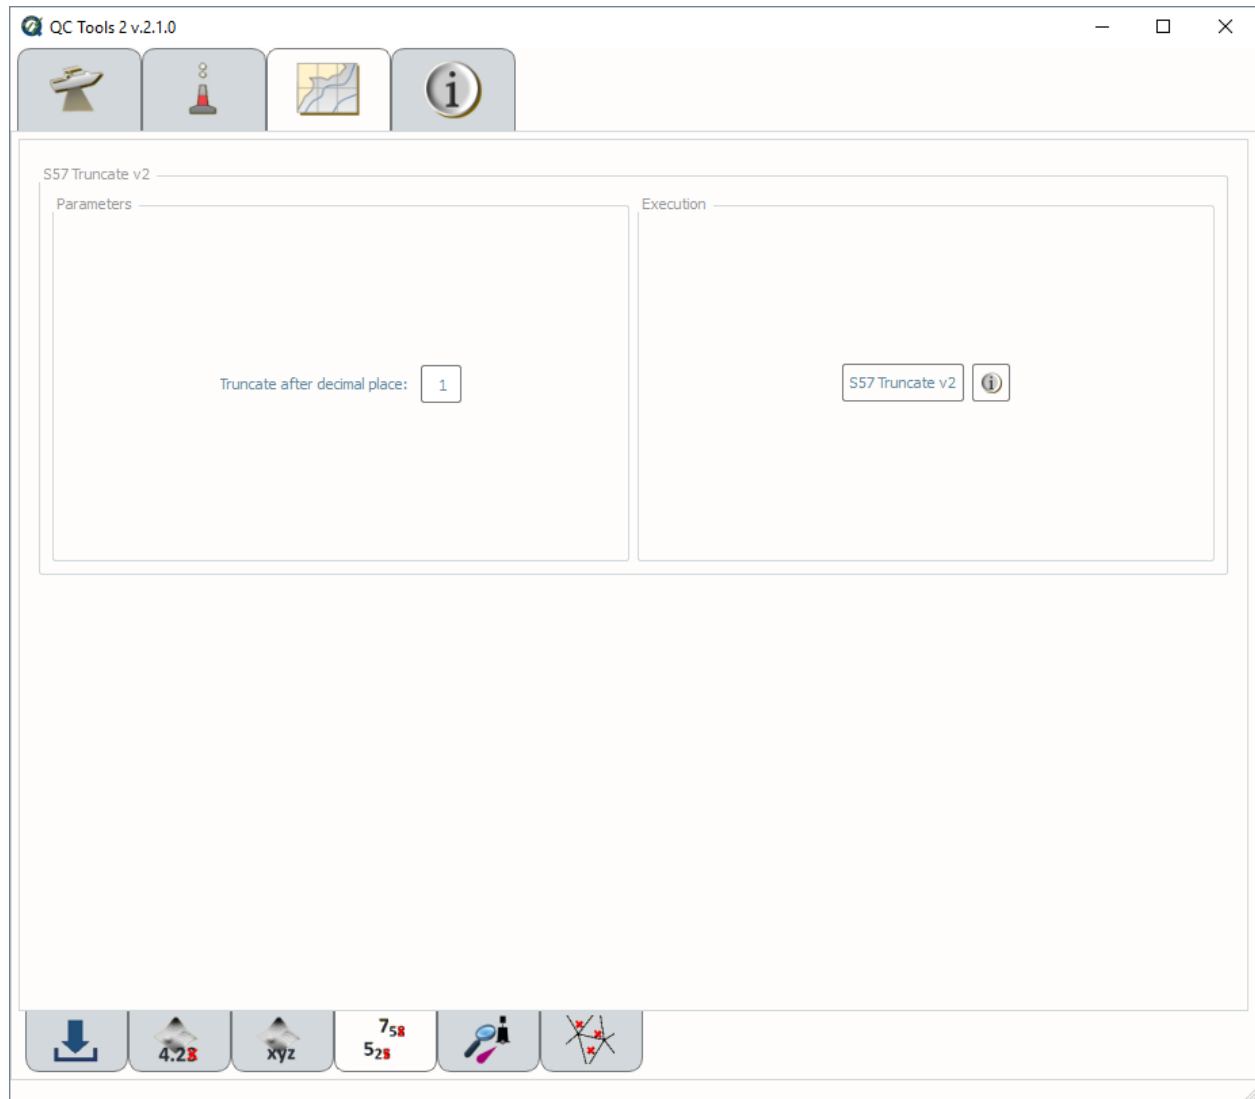 QC Tools 2 v.2.1.0
S57 Truncate v2
Parameters
Execution
Truncate after decimal place: 1
S57 Truncate v2
i
i
4.28
xyz
7₅₈
5₂₅